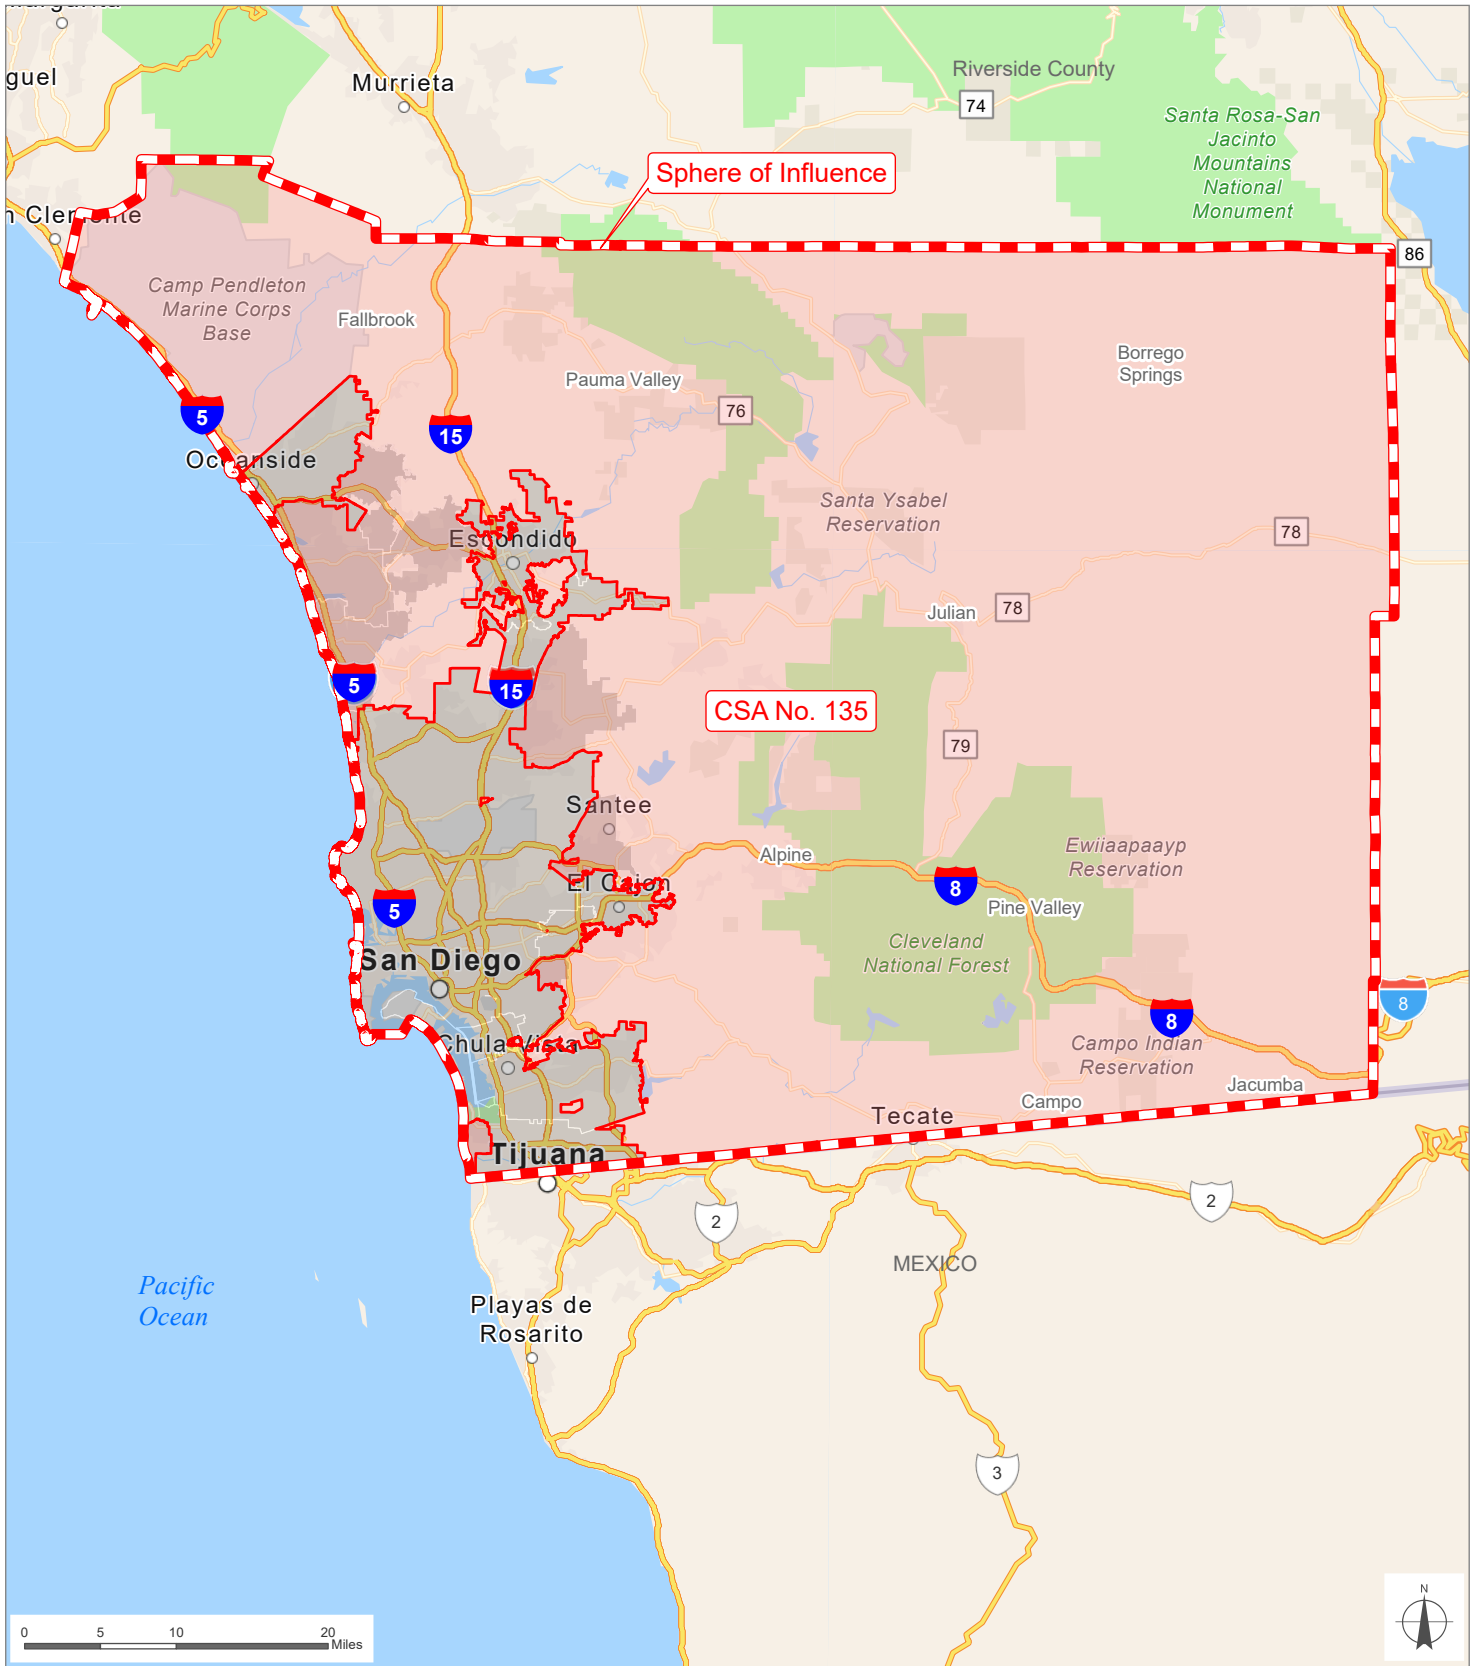 Murrieta
Riverside County
74
Santa Rosa-San
Jacinto
Mountains
National
Monument
Sphere of Influence
86
Camp Pendleton
Marine Corps
Base
Fallbrook
Borrego
Springs
Pauma Valley
76
5
15
Oceanside
Santa Ysabel
Reservation
78
Escondido
Julian
78
5
15
CSA No. 135
79
Santee
Alpine
Ewiiaapaayp
Reservation
El Cajon
8
Pine Valley
5
Cleveland
National Forest
San Diego
8
8
Chula Vista
Campo Indian
Reservation
Jacumba
Campo
Tecate
Tijuana
2
2
MEXICO
Pacific
Ocean
Playas de
Rosarito
3
N
0 5 10 20
Miles